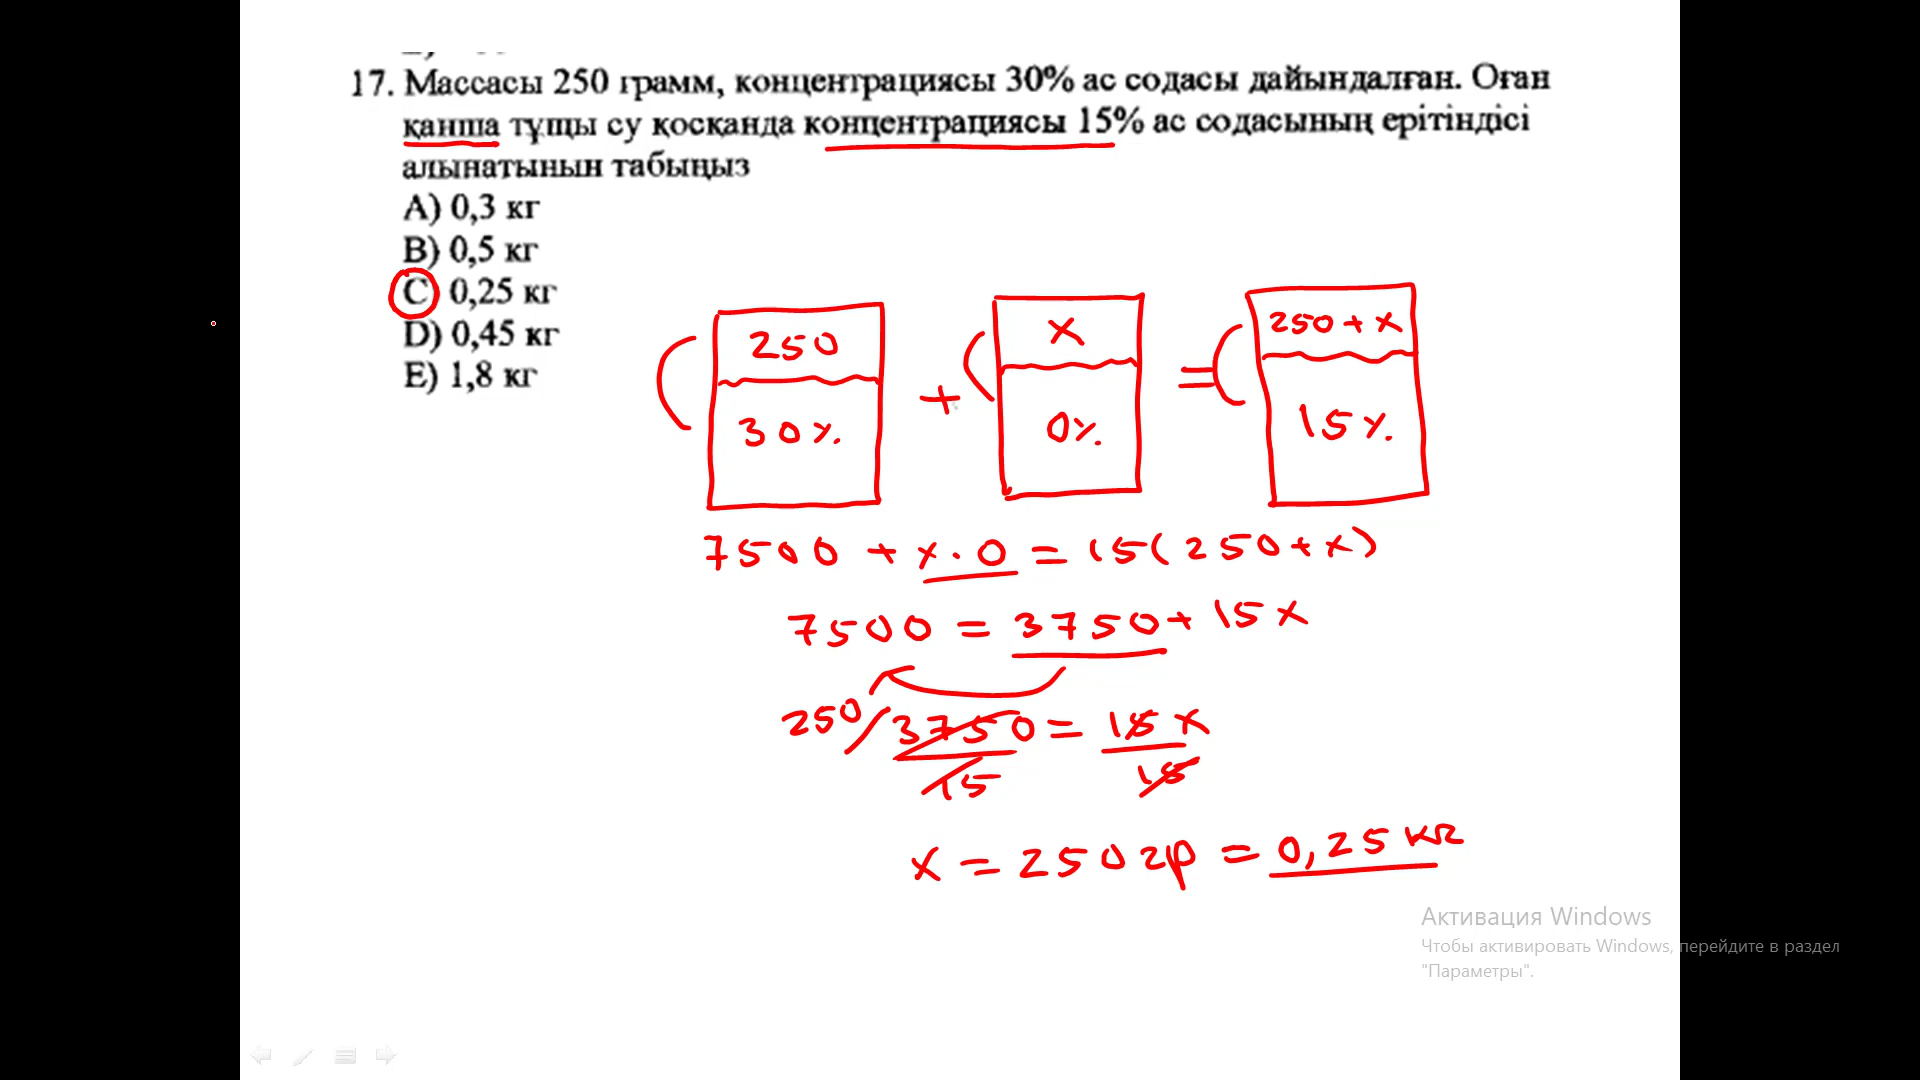 17. Массасы 250 грамм, концентрациясы 30% ас содасы дайындалған. Оған
қанша тұщы су қосқанда концентрациясы 15% ас содасының ерітіндісі
алынатынын табыңыз
A) 0,3 кг
B) 0,5 кг
C) 0,25 кг
D) 0,45 кг
E) 1,8 кг
250 + x = 250 + x
30% 0% 15%
7500 + x · 0 = 15(250 + x)
7500 = 3750 + 15x
250/ 3750/15 = 15x/15
x = 250 гр = 0,25 кг
Активация Windows
Чтобы активировать Windows, перейдите в раздел
"Параметры".